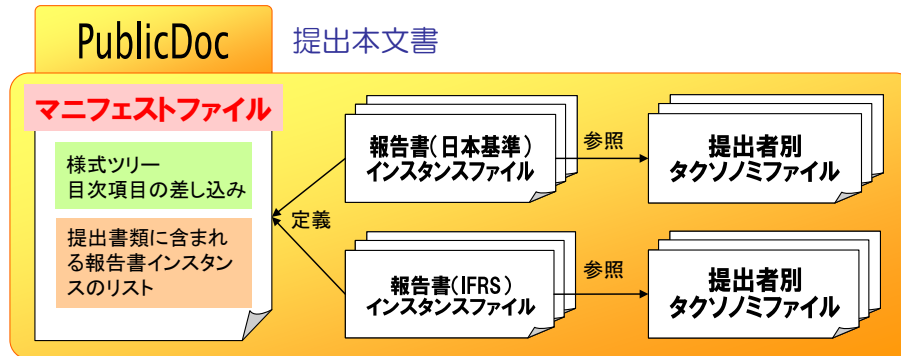 PublicDoc
提出本文書
マニフェストファイル
様式ツリー
目次項目の差し込み
提出書類に含まれ
る報告書インスタン
スのリスト
定義
報告書(日本基準)
インスタンスファイル
参照
提出者別
タクソノミファイル
報告書(IFRS)
インスタンスファイル
参照
提出者別
タクソノミファイル